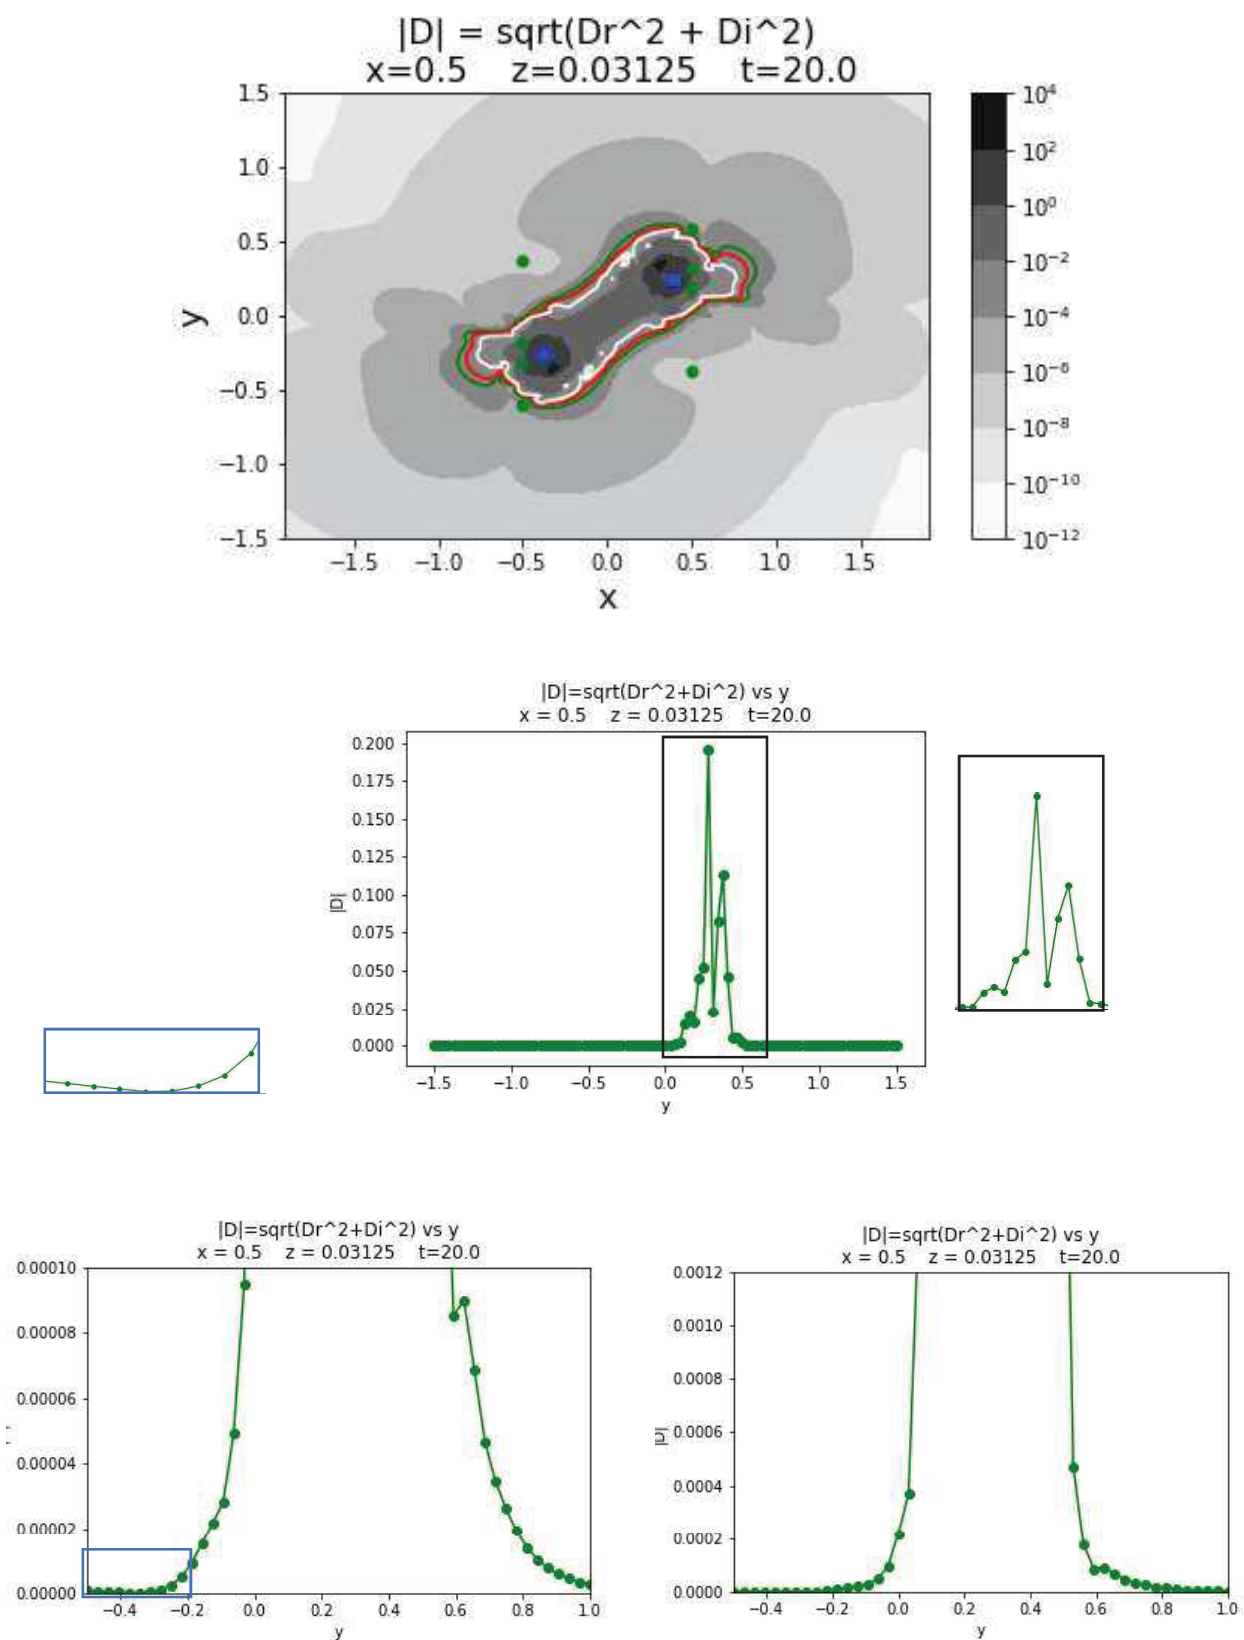 |D| = sqrt(Dr^2 + Di^2)
x=0.5 z=0.03125 t=20.0
1.5
1.0
0.5
0.0
−0.5
−1.0
−1.5
y
−1.5 −1.0 −0.5 0.0 0.5 1.0 1.5
x
10⁴
10²
10⁰
10⁻²
10⁻⁴
10⁻⁶
10⁻⁸
10⁻¹⁰
10⁻¹²
|D|=sqrt(Dr^2+Di^2) vs y
x = 0.5 z = 0.03125 t=20.0
0.200
0.175
0.150
0.125
0.100
0.075
0.050
0.025
0.000
|D|
−1.5 −1.0 −0.5 0.0 0.5 1.0 1.5
y
|D|=sqrt(Dr^2+Di^2) vs y
x = 0.5 z = 0.03125 t=20.0
0.00010
0.00008
0.00006
0.00004
0.00002
0.00000
−0.4 −0.2 0.0 0.2 0.4 0.6 0.8 1.0
y
|D|=sqrt(Dr^2+Di^2) vs y
x = 0.5 z = 0.03125 t=20.0
0.0012
0.0010
0.0008
0.0006
0.0004
0.0002
0.0000
|D|
−0.4 −0.2 0.0 0.2 0.4 0.6 0.8 1.0
y